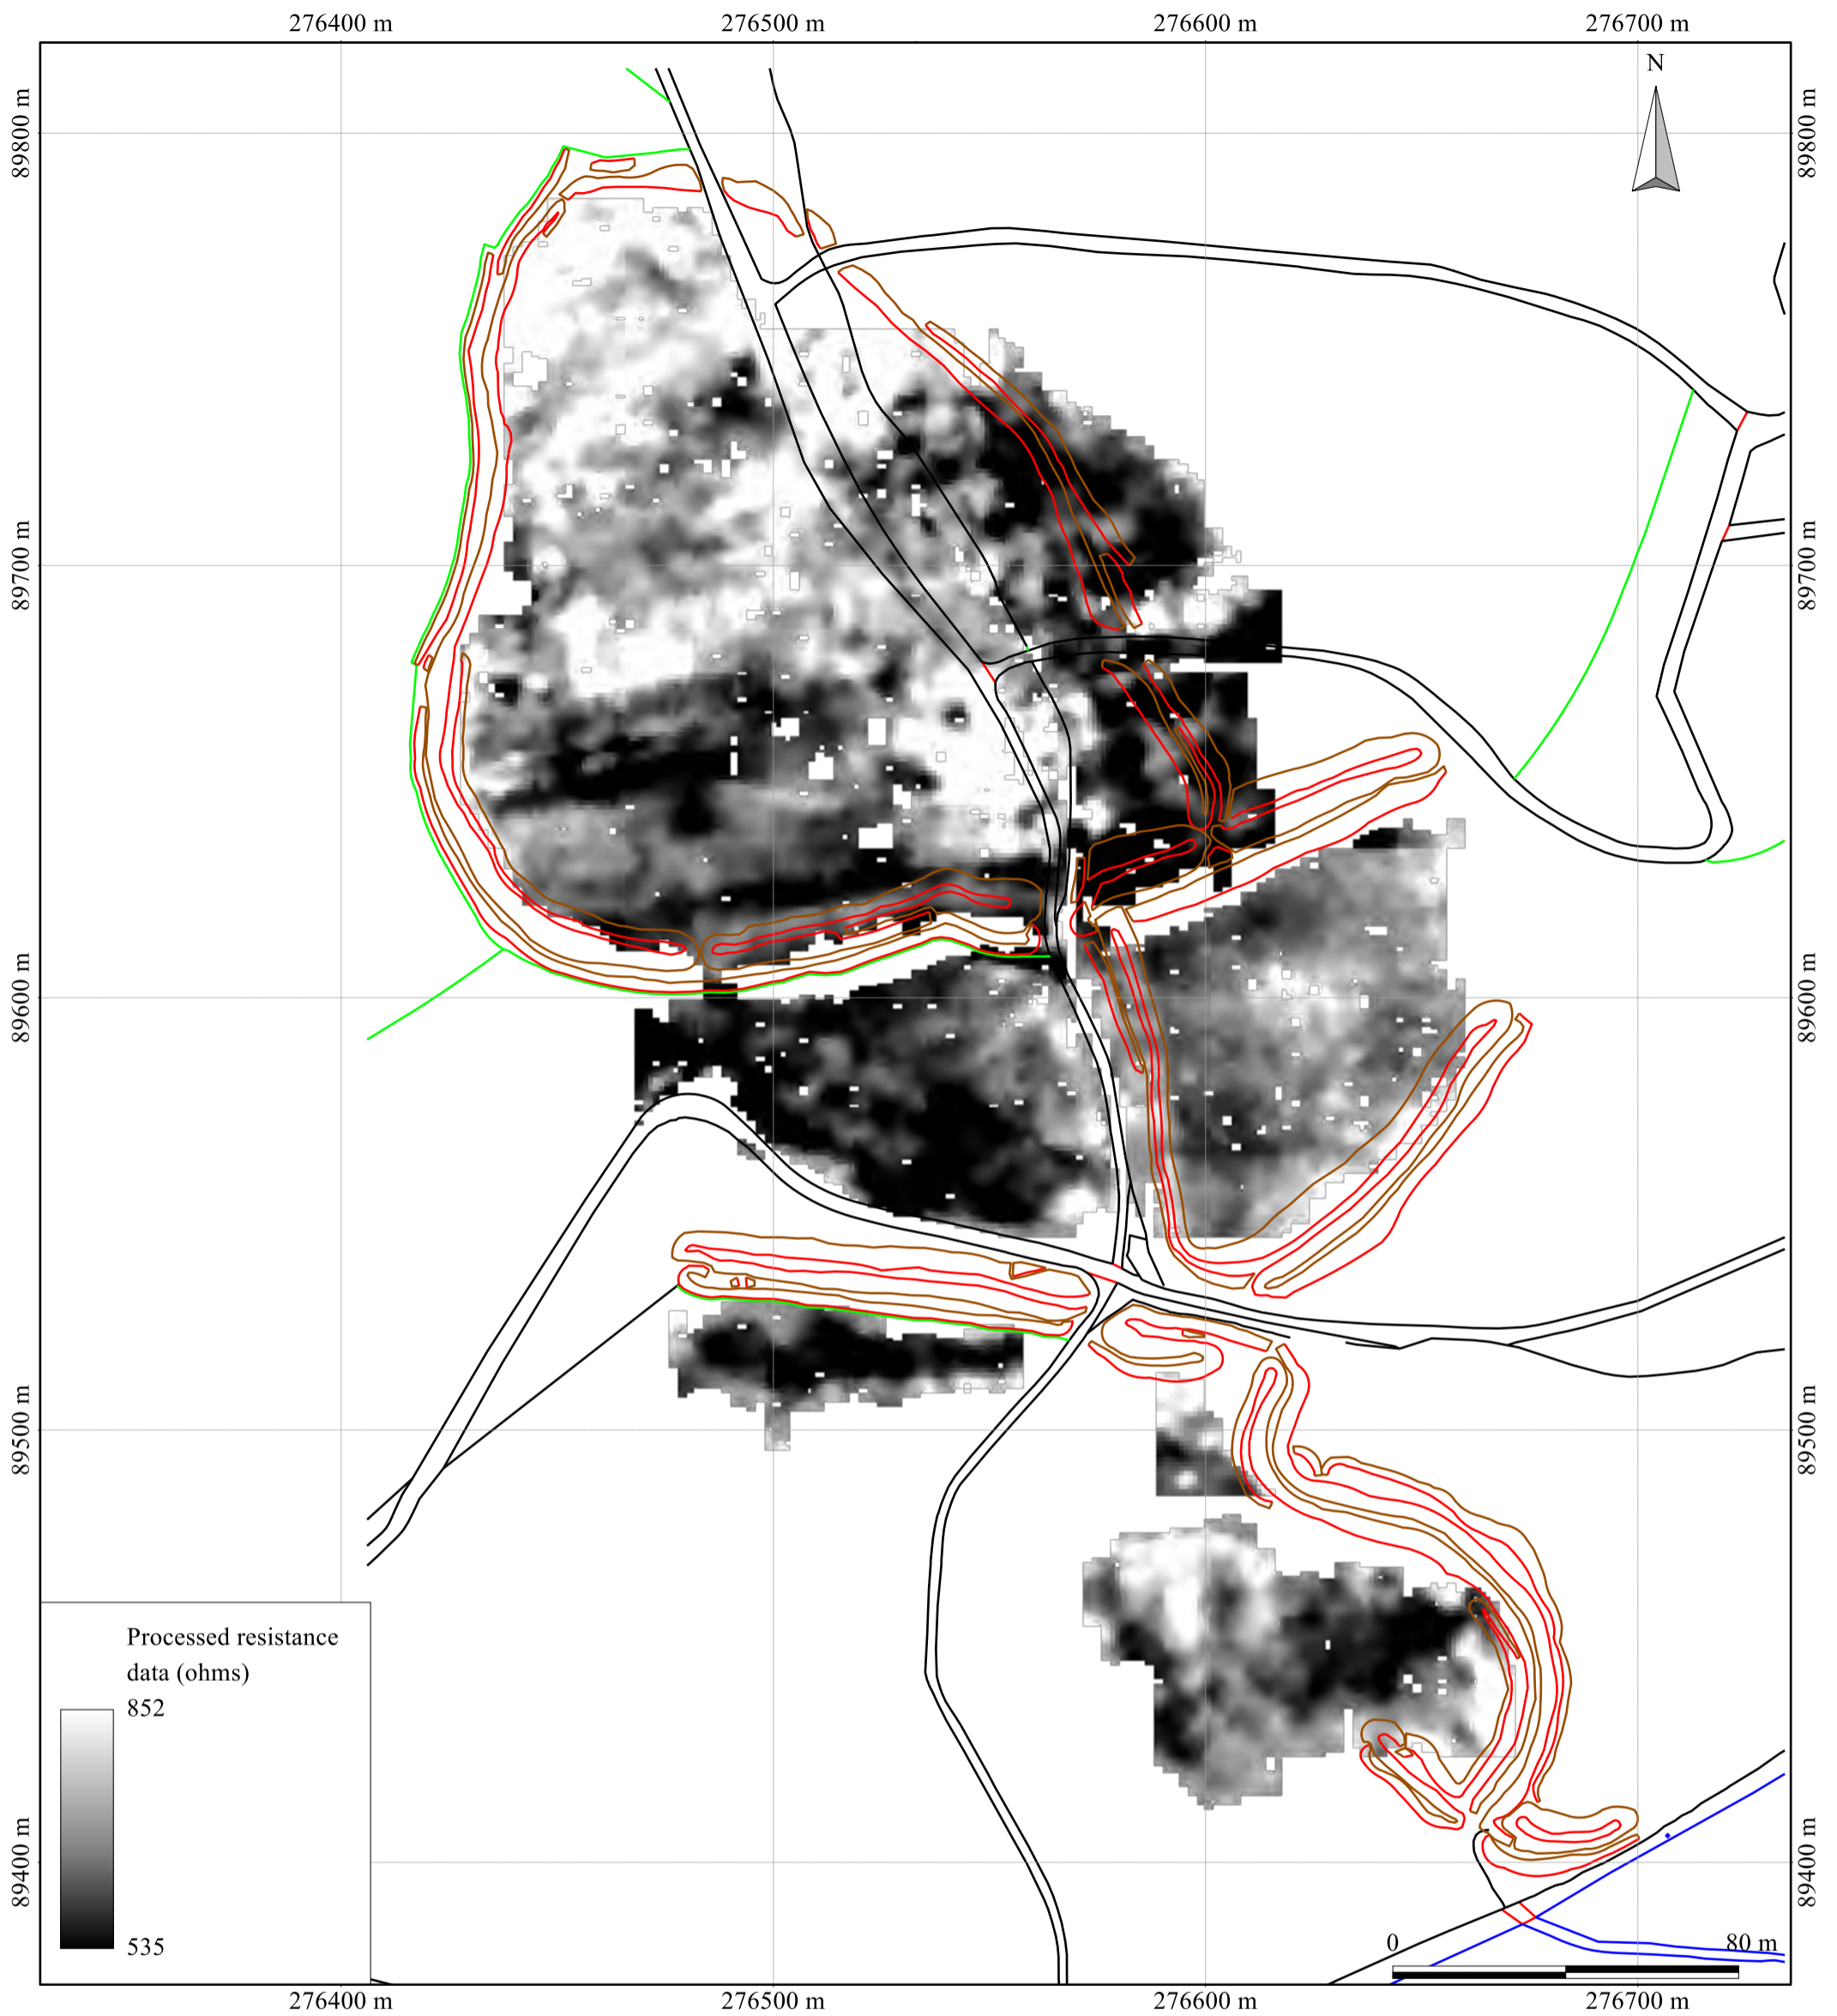 276400 m 276500 m 276600 m 276700 m
N
89800 m 89800 m
89700 m 89700 m
89600 m 89600 m
89500 m 89500 m
Processed resistance
data (ohms)
852
89400 m 89400 m
535
0 80 m
276400 m 276500 m 276600 m 276700 m